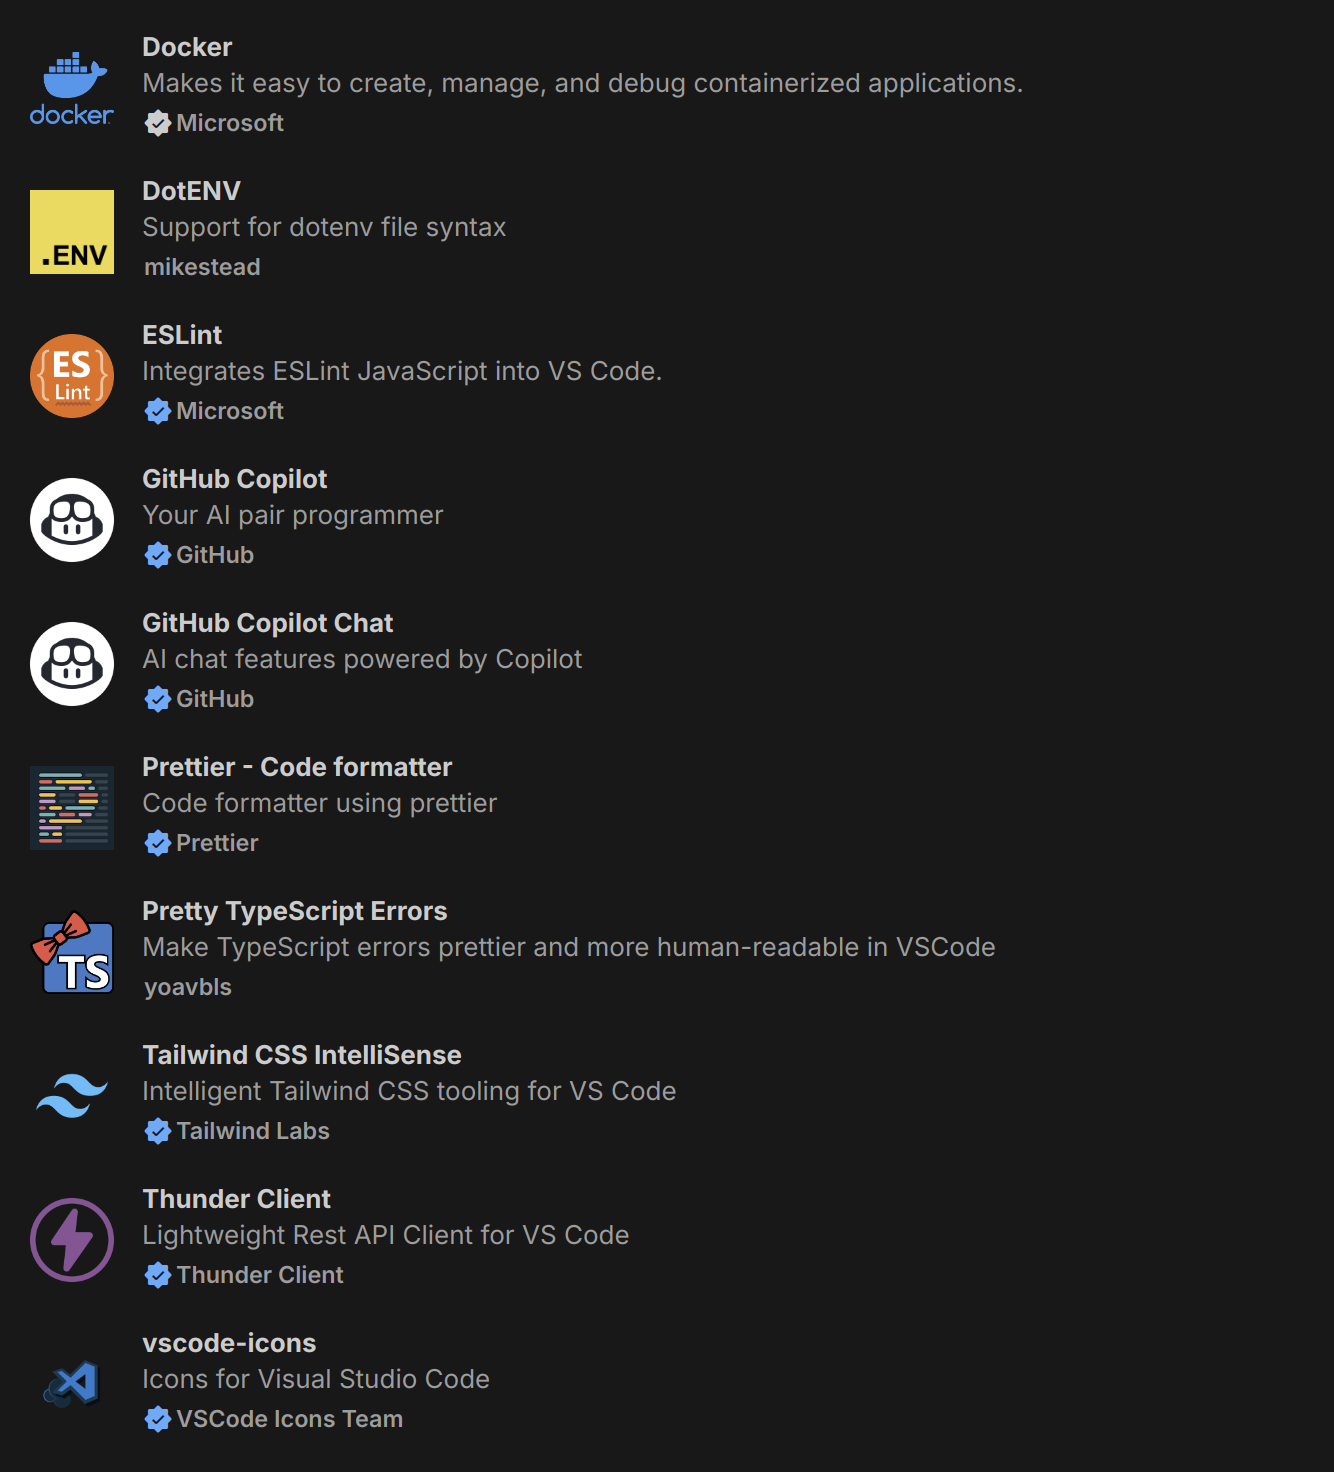 Docker
Makes it easy to create, manage, and debug containerized applications.
docker
Microsoft
DotENV
Support for dotenv file syntax
.ENV
mikestead
ESLint
Integrates ESLint JavaScript into VS Code.
{ES}
Lint
Microsoft
GitHub Copilot
Your AI pair programmer
GitHub
GitHub Copilot Chat
AI chat features powered by Copilot
GitHub
Prettier - Code formatter
Code formatter using prettier
Prettier
Pretty TypeScript Errors
Make TypeScript errors prettier and more human-readable in VSCode
TS
yoavbls
Tailwind CSS IntelliSense
Intelligent Tailwind CSS tooling for VS Code
Tailwind Labs
Thunder Client
Lightweight Rest API Client for VS Code
Thunder Client
vscode-icons
Icons for Visual Studio Code
VSCode Icons Team